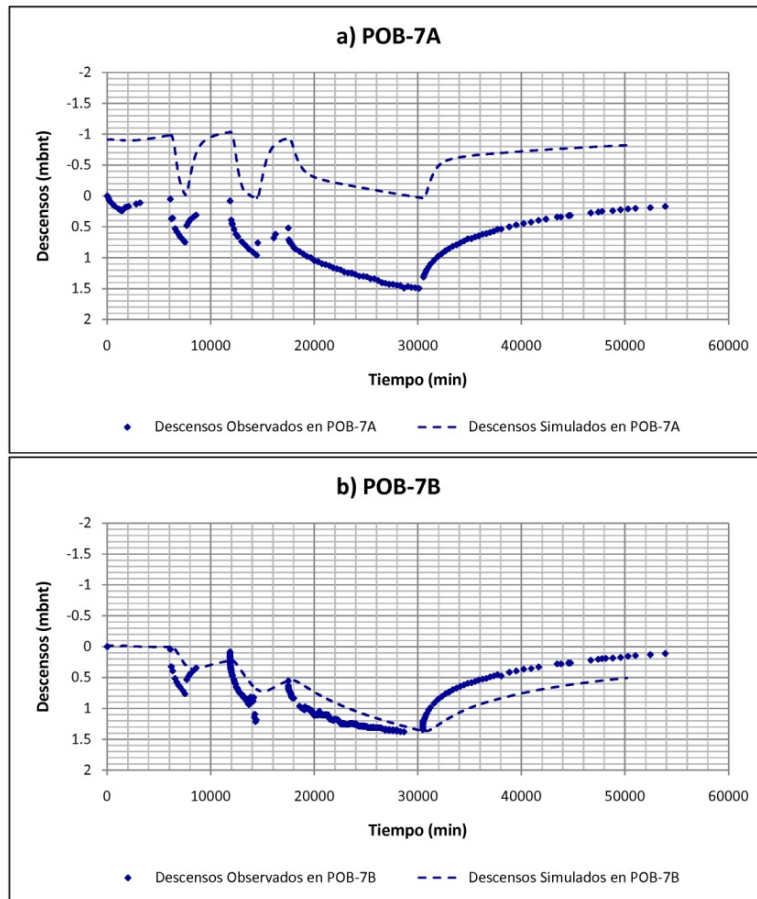 a) POB-7A
-2
-1.5
-1
-0.5
0
0.5
1
1.5
2
Descensos (mbnt)
0 10000 20000 30000 40000 50000 60000
Tiempo (min)
Descensos Observados en POB-7A Descensos Simulados en POB-7A
b) POB-7B
-2
-1.5
-1
-0.5
0
0.5
1
1.5
2
Descensos (mbnt)
0 10000 20000 30000 40000 50000 60000
Tiempo (min)
Descensos Observados en POB-7B Descensos Simulados en POB-7B